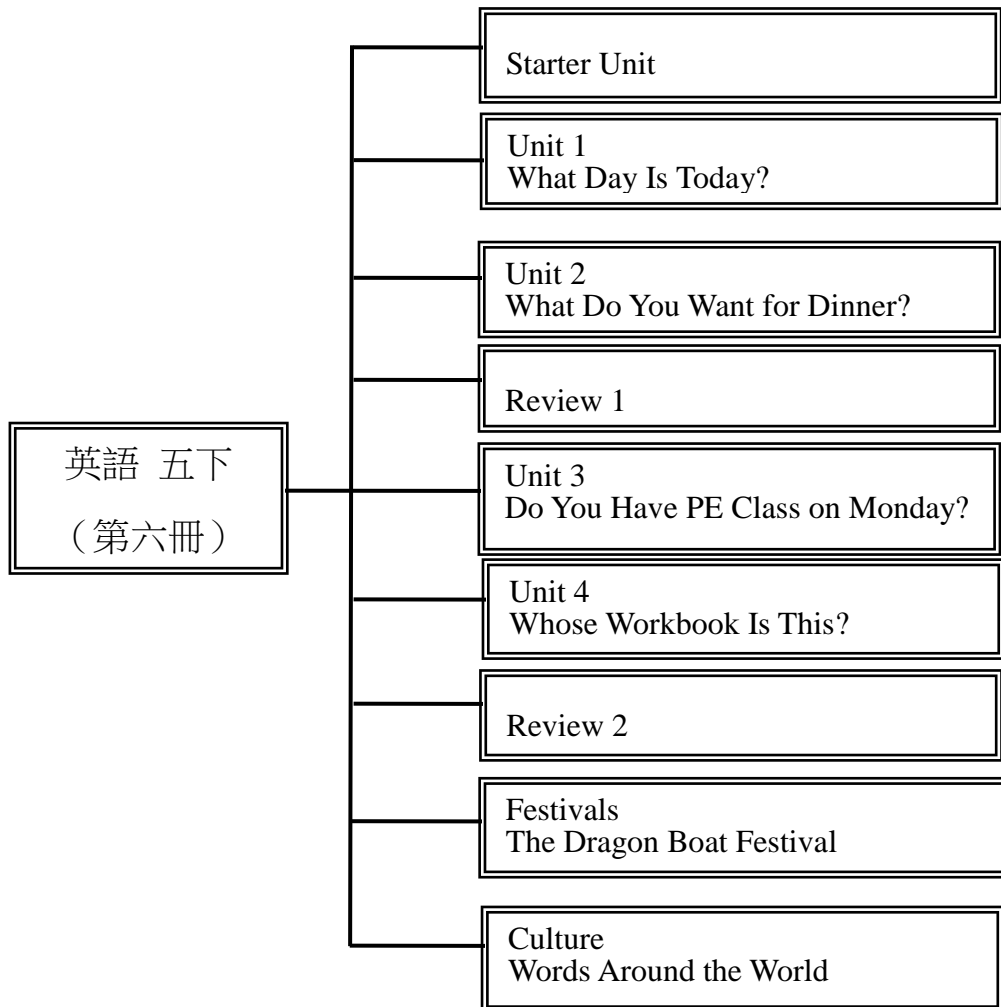 英語 五下
（第六冊）
Starter Unit
Unit 1
What Day Is Today?
Unit 2
What Do You Want for Dinner?
Review 1
Unit 3
Do You Have PE Class on Monday?
Unit 4
Whose Workbook Is This?
Review 2
Festivals
The Dragon Boat Festival
Culture
Words Around the World